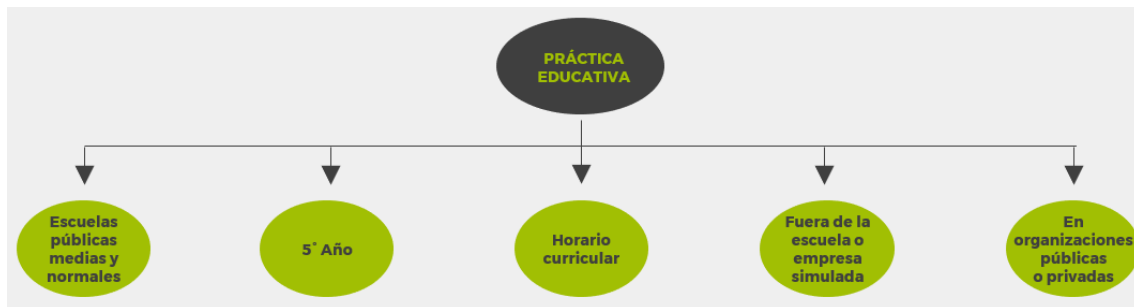 PRÁCTICA
EDUCATIVA
Escuelas
públicas
medias y
normales
5° Año
Horario
curricular
Fuera de la
escuela o
empresa
simulada
En
organizaciones
públicas
o privadas